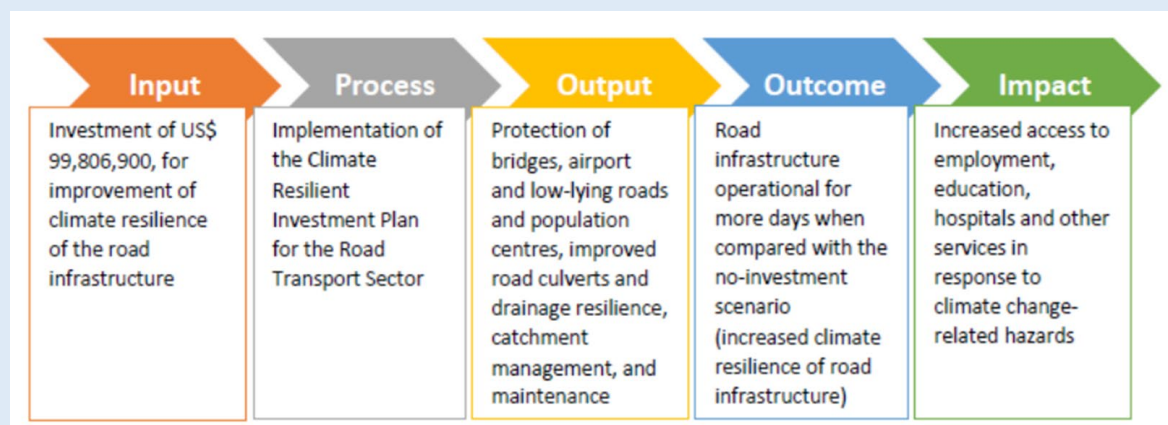 Input
Investment of US$
99,806,900, for
improvement of
climate resilience
of the road
infrastructure
Process
Implementation of
the Climate
Resilient
Investment Plan
for the Road
Transport Sector
Output
Protection of
bridges, airport
and low-lying roads
and population
centres, improved
road culverts and
drainage resilience,
catchment
management, and
maintenance
Outcome
Road
infrastructure
operational for
more days when
compared with the
no-investment
scenario
(increased climate
resilience of road
infrastructure)
Impact
Increased access to
employment,
education,
hospitals and other
services in
response to
climate change-
related hazards